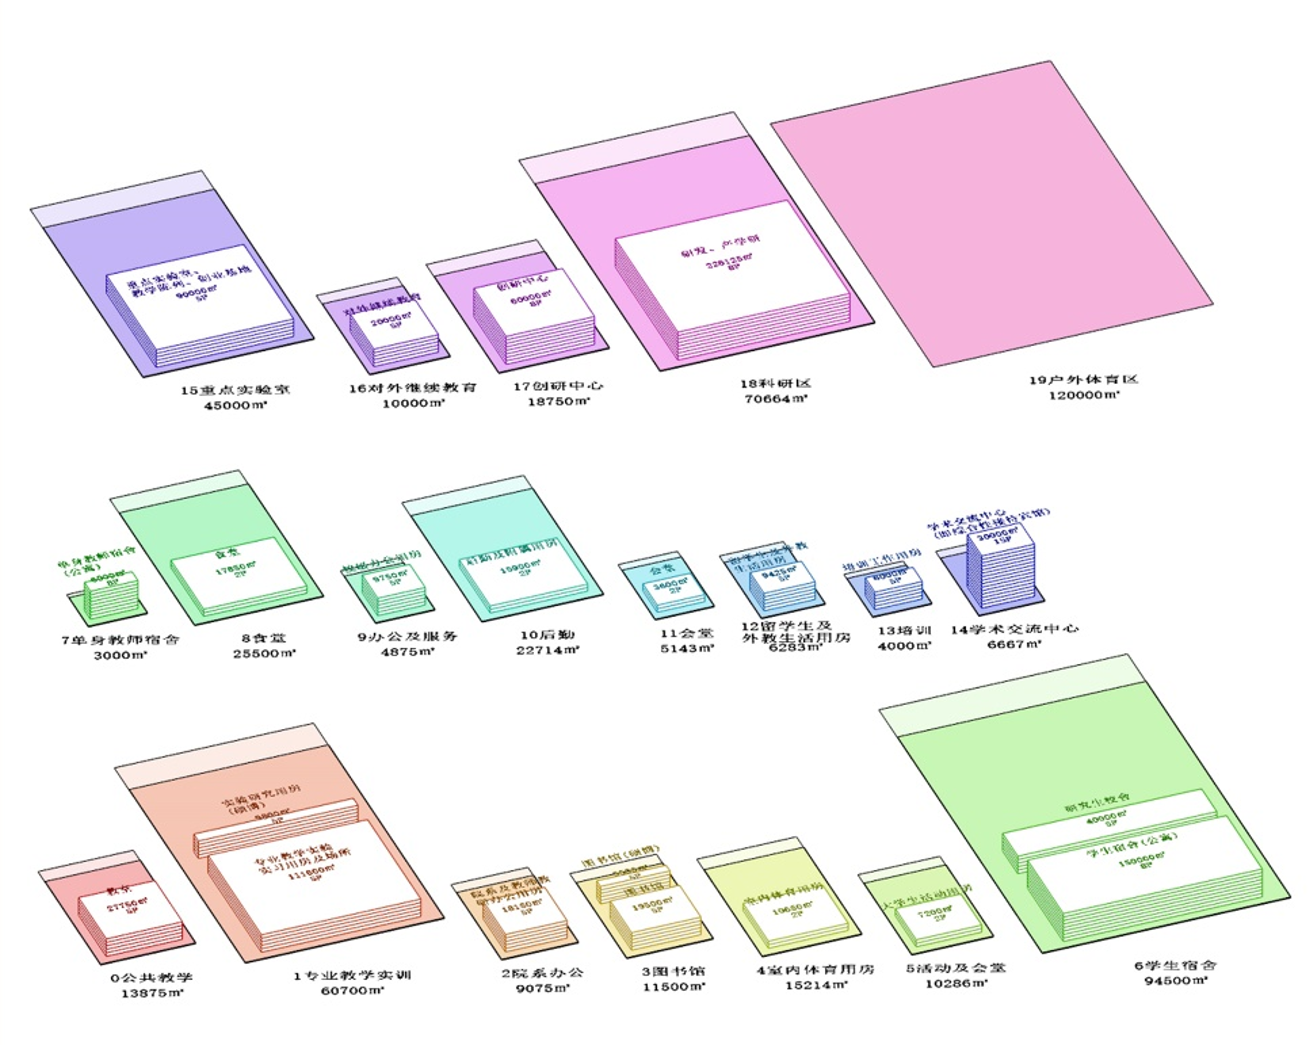 重点实验室、
教学陈列、创业基地
90000㎡
5F
对外继续教育
20000㎡
5F
创研中心
60000㎡
8F
研发、产学研
226125㎡
8F
15重点实验室
45000㎡
16对外继续教育
10000㎡
17创研中心
18750㎡
18科研区
70664㎡
19户外体育区
120000㎡
单身教师宿舍
(公寓)
6000㎡
8F
食堂
17850㎡
2F
校级办公用房
9750㎡
5F
后勤及附属用房
15900㎡
2F
会堂
3600㎡
2F
留学生及外教
生活用房
9425㎡
5F
培训工作用房
6000㎡
5F
学术交流中心
(即综合性接待宾馆)
20000㎡
15F
7单身教师宿舍
3000㎡
8食堂
25500㎡
9办公及服务
4875㎡
10后勤
22714㎡
11会堂
5143㎡
12留学生及
外教生活用房
6283㎡
13培训
4000㎡
14学术交流中心
6667㎡
教室
27750㎡
5F
实验研究用房
(硕博)
9800㎡
5F
专业教学实验
实习用房及场所
111600㎡
5F
院系及教师教
研办公用房
18150㎡
5F
图书馆(硕博)
5F
图书馆
19500㎡
5F
室内体育用房
10650㎡
2F
大学生活动用房
7200㎡
2F
研究生宿舍
40000㎡
5F
学生宿舍(公寓)
150000㎡
8F
0公共教学
13875㎡
1专业教学实训
60700㎡
2院系办公
9075㎡
3图书馆
11500㎡
4室内体育用房
15214㎡
5活动及会堂
10286㎡
6学生宿舍
94500㎡